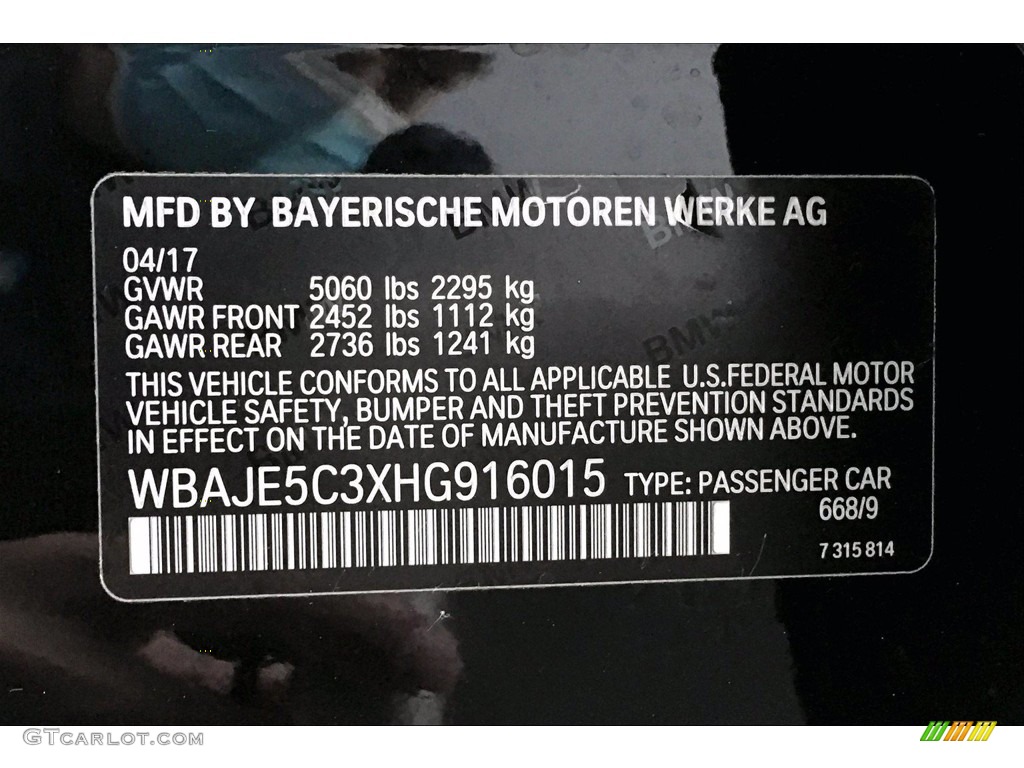 MFD BY BAYERISCHE MOTOREN WERKE AG
04/17
GVWR 5060 lbs 2295 kg
GAWR FRONT 2452 lbs 1112 kg
GAWR REAR 2736 lbs 1241 kg
THIS VEHICLE CONFORMS TO ALL APPLICABLE U.S.FEDERAL MOTOR
VEHICLE SAFETY, BUMPER AND THEFT PREVENTION STANDARDS
IN EFFECT ON THE DATE OF MANUFACTURE SHOWN ABOVE.
WBAJE5C3XHG916015 TYPE: PASSENGER CAR
668/9
7 315 814
BMW
BMW
BMW
GTCARLOT.COM